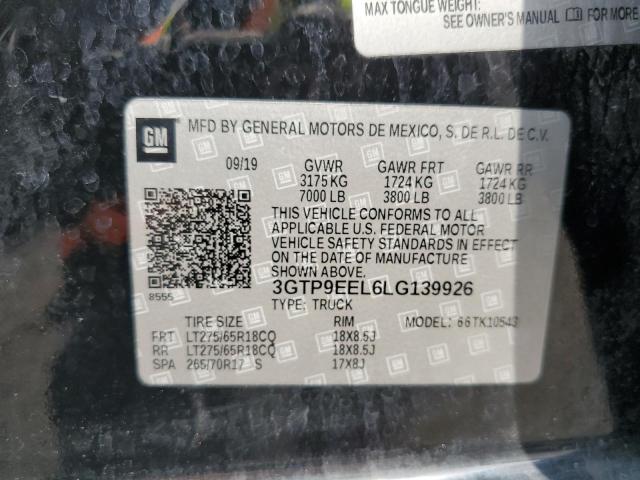 MAX TONGUE WEIGHT:
SEE OWNER'S MANUAL FOR MORE
GM
MFD BY GENERAL MOTORS DE MEXICO, S. DE R.L. DE C.V.
09/19 GVWR GAWR FRT GAWR RR
3175 KG 1724 KG 1724 KG
7000 LB 3800 LB 3800 LB
THIS VEHICLE CONFORMS TO ALL
APPLICABLE U.S. FEDERAL MOTOR
VEHICLE SAFETY STANDARDS IN EFFECT
ON THE DATE OF MANUFACTURE
SHOWN ABOVE
8555
3GTP9EEL6LG139926
TYPE: TRUCK
TIRE SIZE RIM MODEL: 66TK10543
FRT LT275/65R18CQ 18X8.5J
RR LT275/65R18CQ 18X8.5J
SPA 265/70R17 S 17X8J